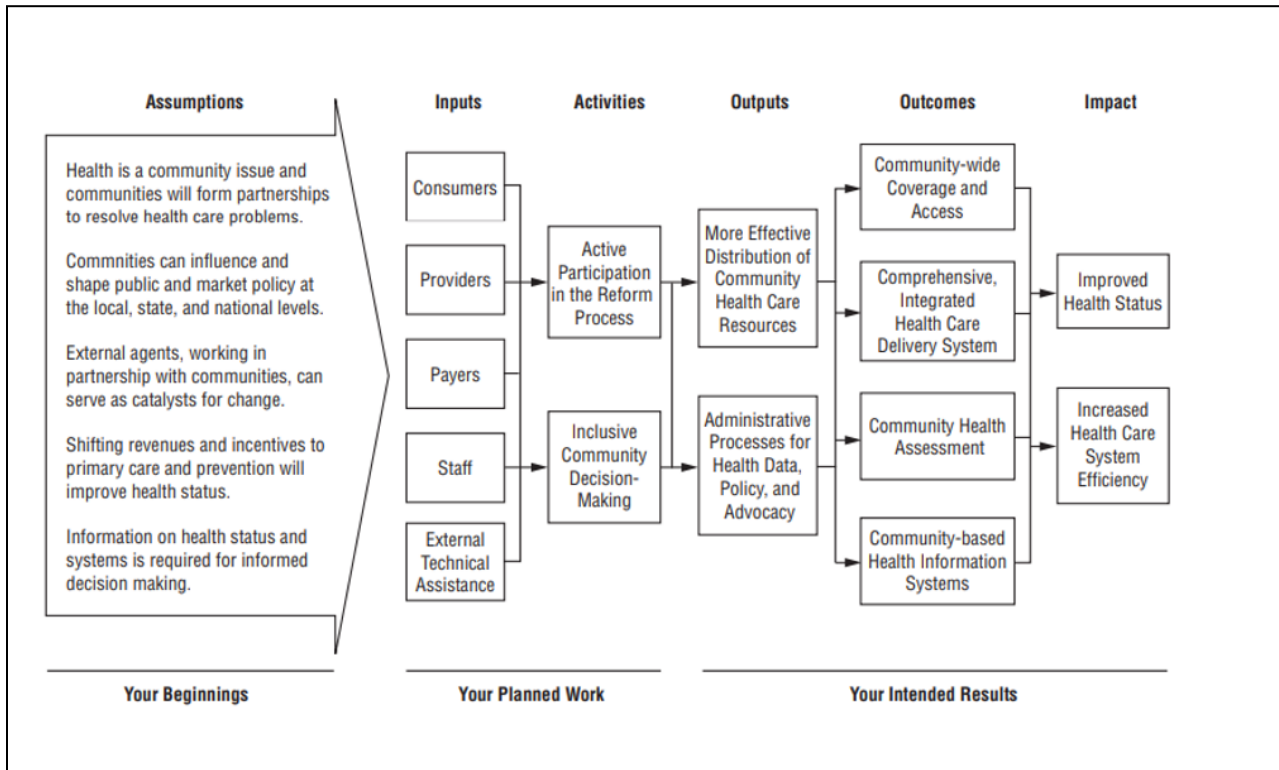 Assumptions
Health is a community issue and
communities will form partnerships
to resolve health care problems.
Commnities can influence and
shape public and market policy at
the local, state, and national levels.
External agents, working in
partnership with communities, can
serve as catalysts for change.
Shifting revenues and incentives to
primary care and prevention will
improve health status.
Information on health status and
systems is required for informed
decision making.
Your Beginnings
Inputs
Consumers
Providers
Payers
Staff
External
Technical
Assistance
Activities
Active
Participation
in the Reform
Process
Inclusive
Community
Decision-
Making
Your Planned Work
Outputs
More Effective
Distribution of
Community
Health Care
Resources
Administrative
Processes for
Health Data,
Policy, and
Advocacy
Outcomes
Community-wide
Coverage and
Access
Comprehensive,
Integrated
Health Care
Delivery System
Community Health
Assessment
Community-based
Health Information
Systems
Impact
Improved
Health Status
Increased
Health Care
System
Efficiency
Your Intended Results